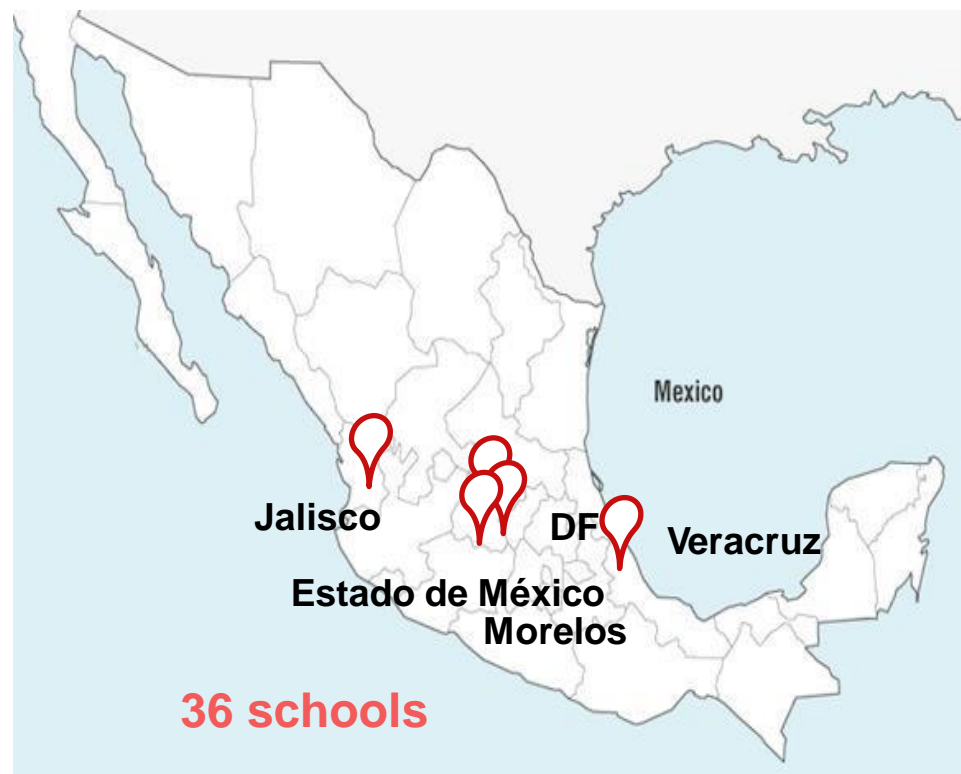 Mexico
Jalisco
DF
Veracruz
Estado de México
Morelos
36 schools